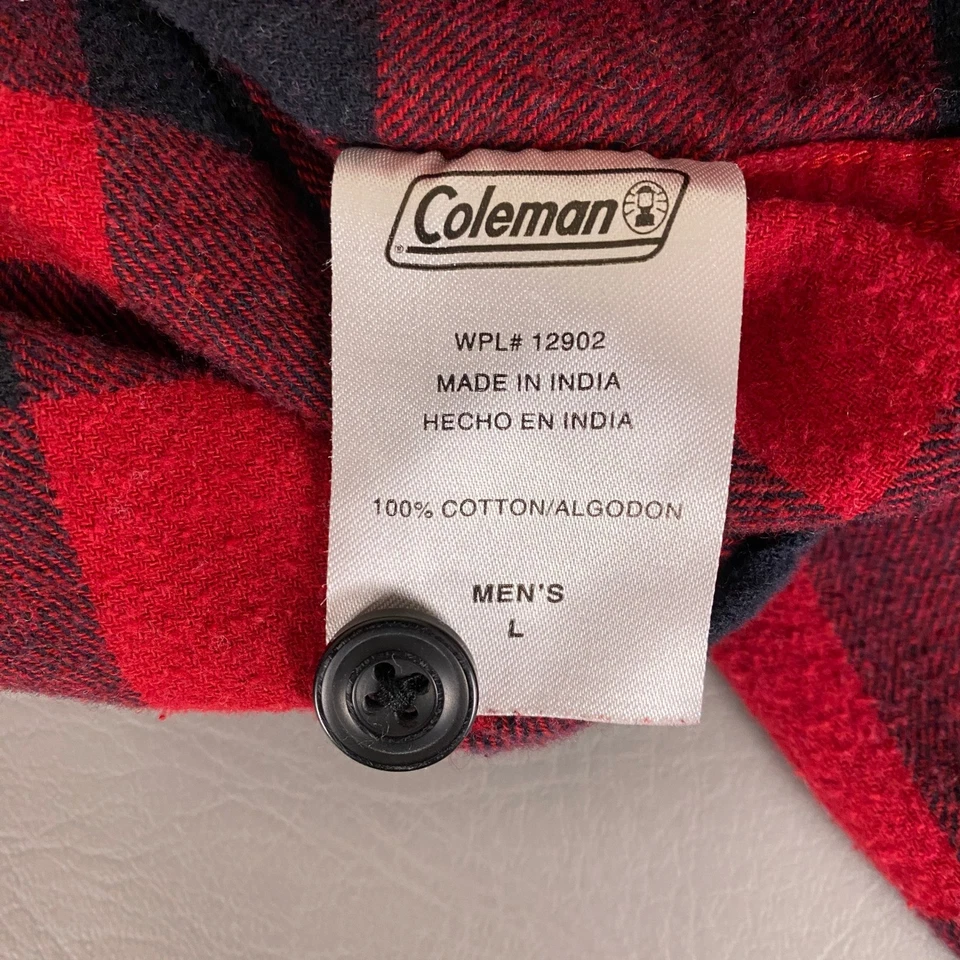 Coleman
®
WPL# 12902
MADE IN INDIA
HECHO EN INDIA
100% COTTON/ALGODON
MEN'S
L